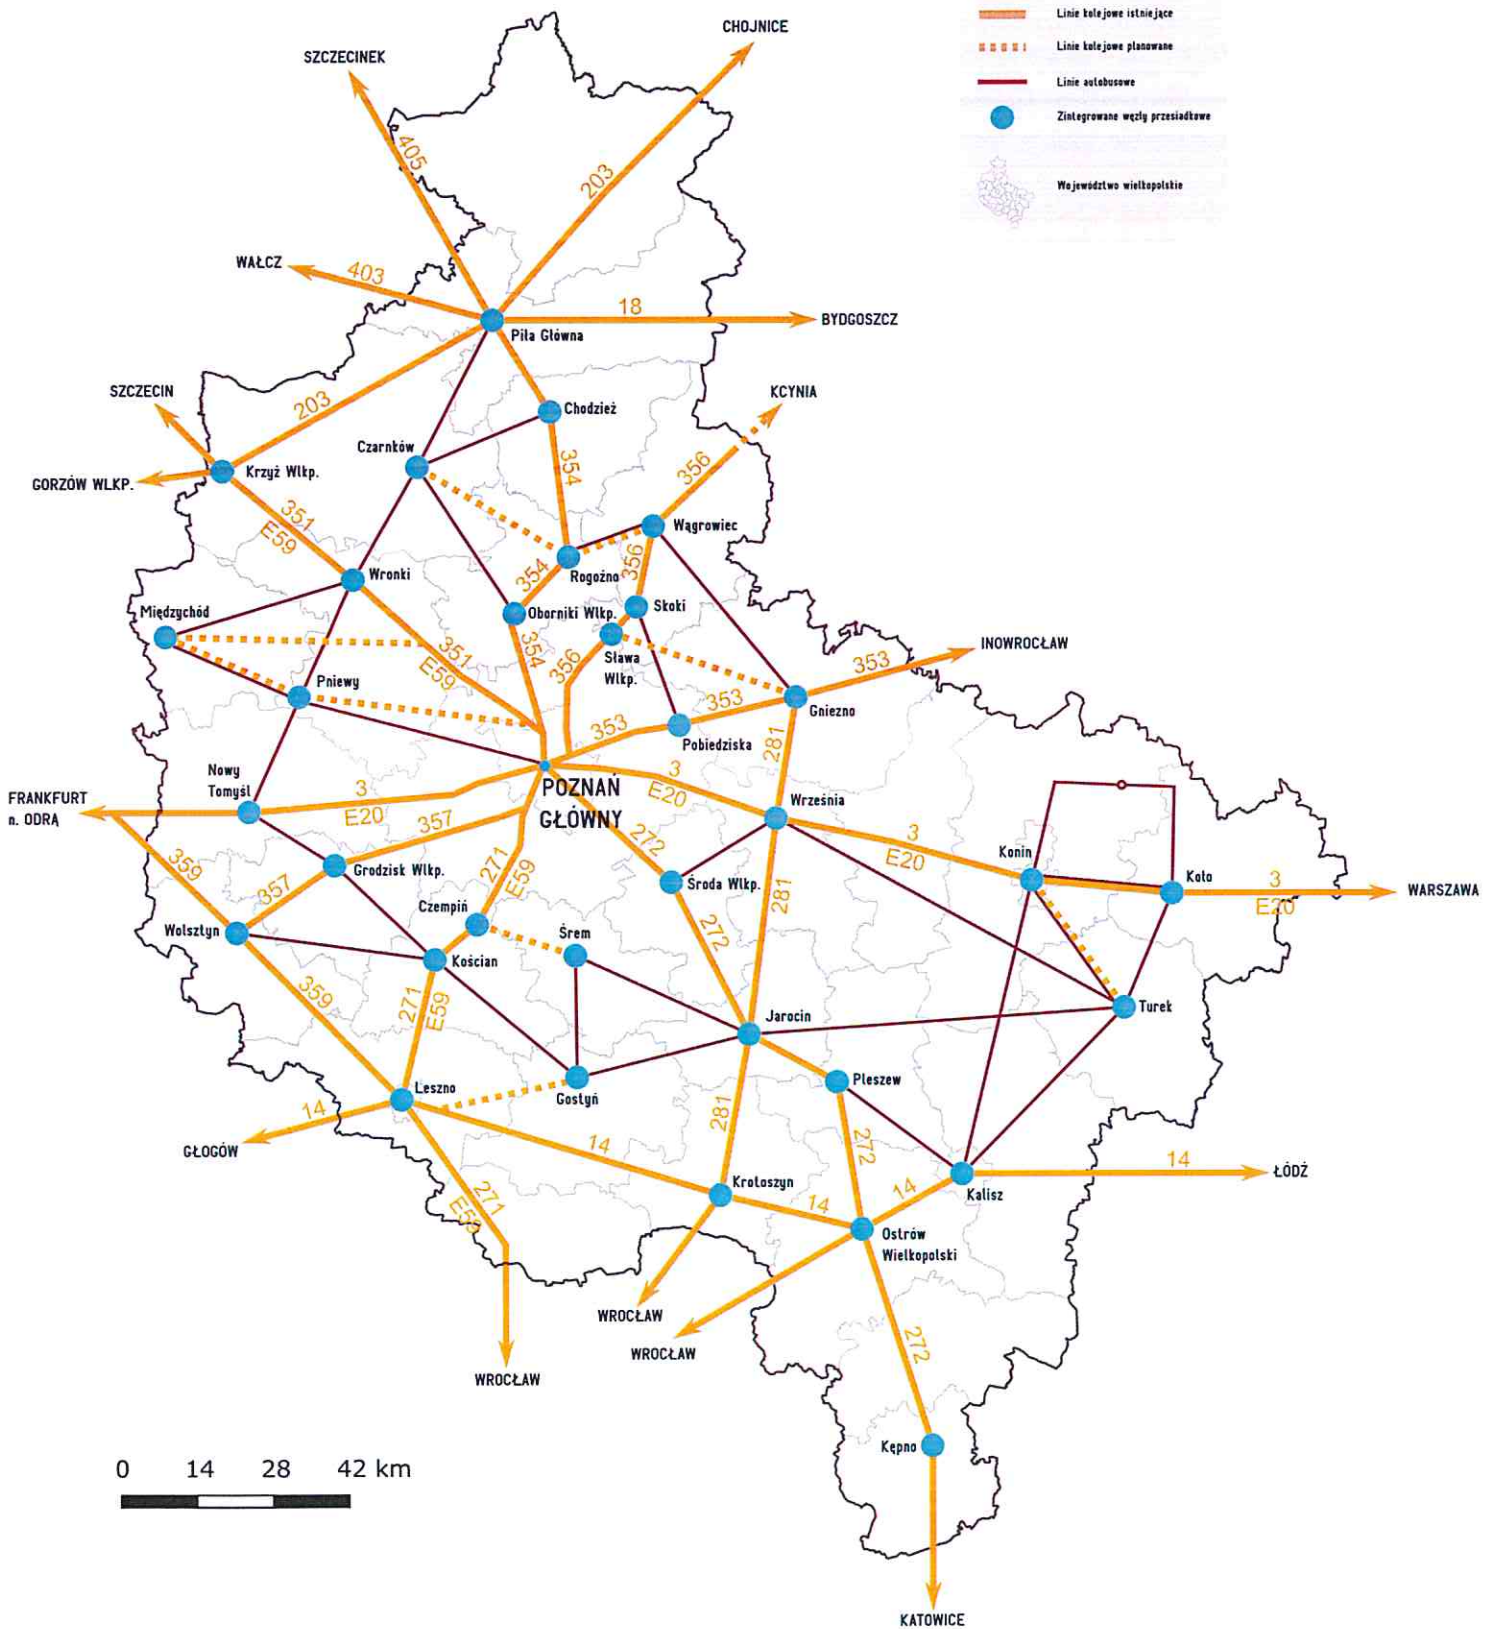 Linie kolejowe istniejące
Linie kolejowe planowane
Linie autobusowe
Zintegrowane węzły przesiadkowe
Województwo wielkopolskie
CHOJNICE
SZCZECINEK
405
203
WAŁCZ
403
18
BYDGOSZCZ
Piła Główna
SZCZECIN
203
KCYNIA
Chodzież
Czarnków
GORZÓW WLKP.
Krzyż Wlkp.
354
356
351
E59
Wągrowiec
Wronki
354
Rogoźno
356
Międzychód
Oborniki Wlkp.
Skoki
351
E59
354
356
Sława
Wlkp.
353
INOWROCŁAW
Pniewy
353
Gniezno
353
Pobiedziska
281
Nowy
Tomyśl
POZNAŃ
GŁÓWNY
3
E20
FRANKFURT
n. ODRĄ
3
E20
Września
357
272
3
E20
Konin
359
271
E59
Grodzisk Wlkp.
Środa Wlkp.
281
Koło
3
E20
WARSZAWA
357
Czempiń
Wolsztyn
Śrem
272
Kościan
359
271
E59
Turek
Jarocin
Leszno
Gostyń
Pleszew
14
GŁOGÓW
281
272
14
14
ŁÓDŹ
Krotoszyn
14
14
Kalisz
271
E59
Ostrów
Wielkopolski
WROCŁAW
WROCŁAW
272
WROCŁAW
Kępno
0 14 28 42 km
KATOWICE